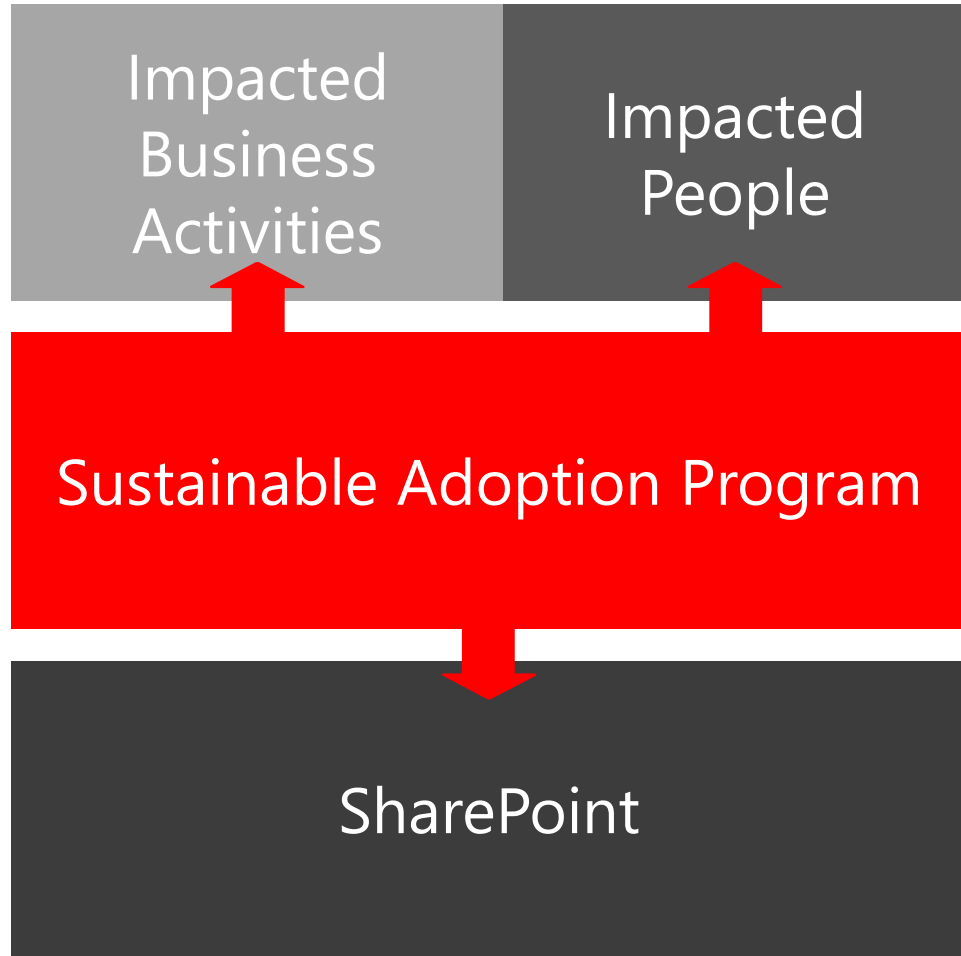 Impacted
Business
Activities
Impacted
People
Sustainable Adoption Program
SharePoint